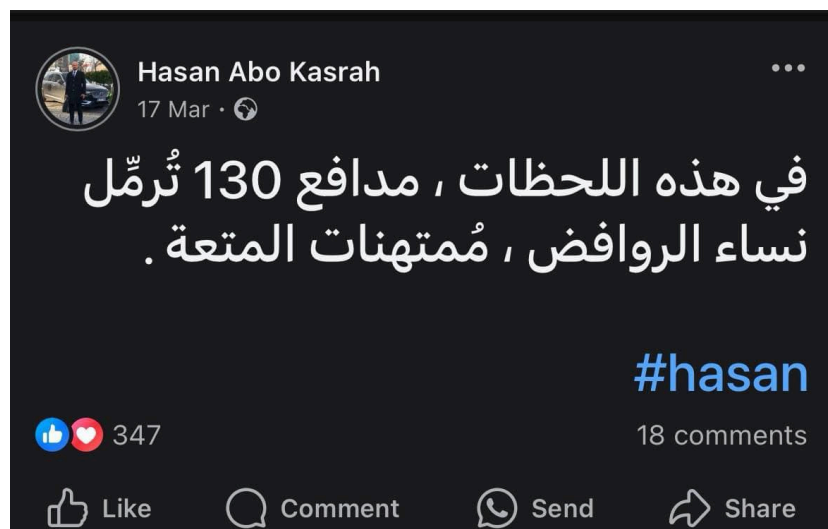 Hasan Abo Kasrah
17 Mar ·
في هذه اللحظات ، مدافع 130 تُرمِّل
نساء الروافض ، مُمتهنات المتعة .
#hasan
347
18 comments
Like
Comment
Send
Share